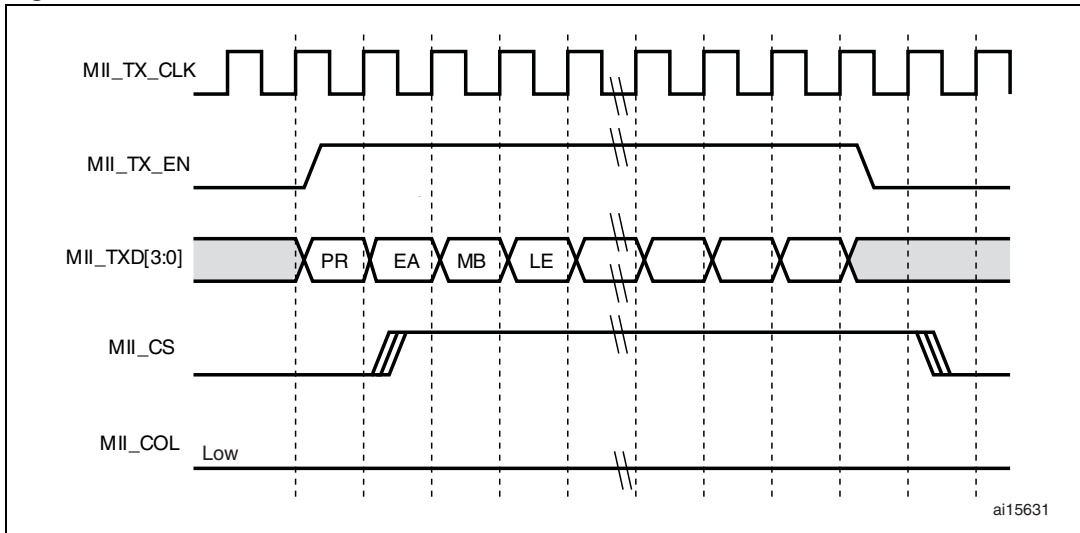 MII_TX_CLK
MII_TX_EN
MII_TXD[3:0]
PR EA MB LE
MII_CS
MII_COL
Low
ai15631